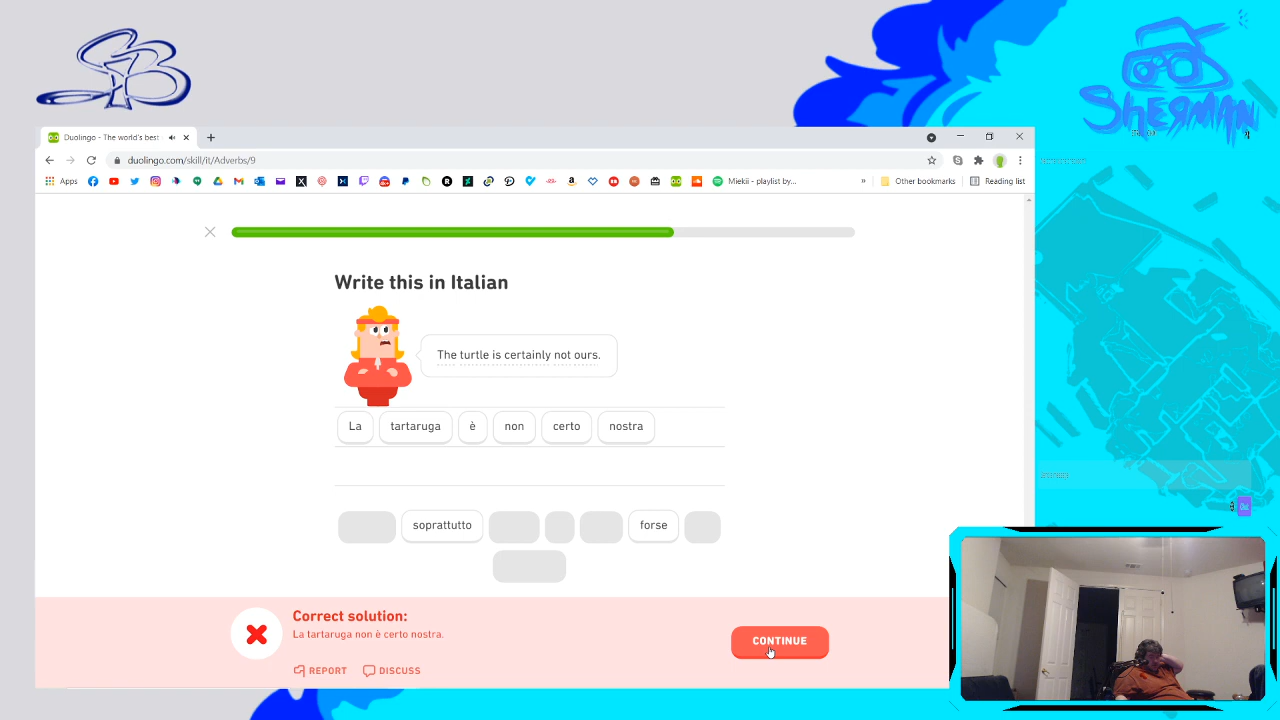 SB
SHERMAN
Duolingo - The world's best
duolingo.com/skill/it/Adverbs/9
Apps
Miekii - playlist by...
»
Other bookmarks
Reading list
Write this in Italian
The turtle is certainly not ours.
La tartaruga è non certo nostra
soprattutto forse
Correct solution:
La tartaruga non è certo nostra.
REPORT DISCUSS
CONTINUE